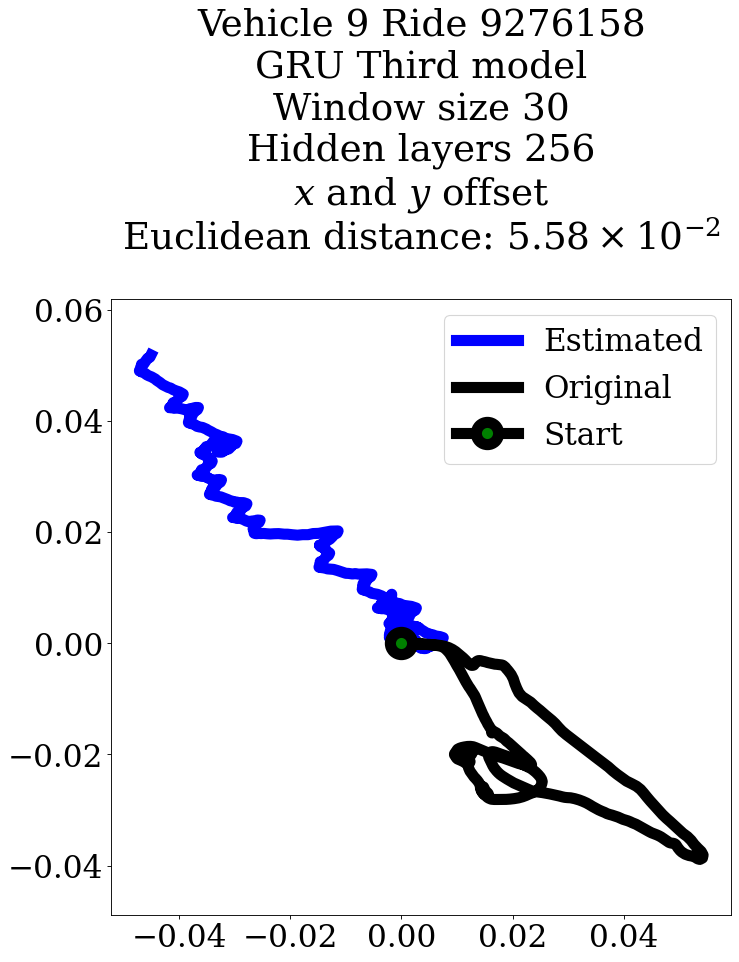 Vehicle 9 Ride 9276158
GRU Third model
Window size 30
Hidden layers 256
x and y offset
Euclidean distance: 5.58 × 10⁻²
Estimated
Original
Start
0.06
0.04
0.02
0.00
−0.02
−0.04
−0.04 −0.02 0.00 0.02 0.04